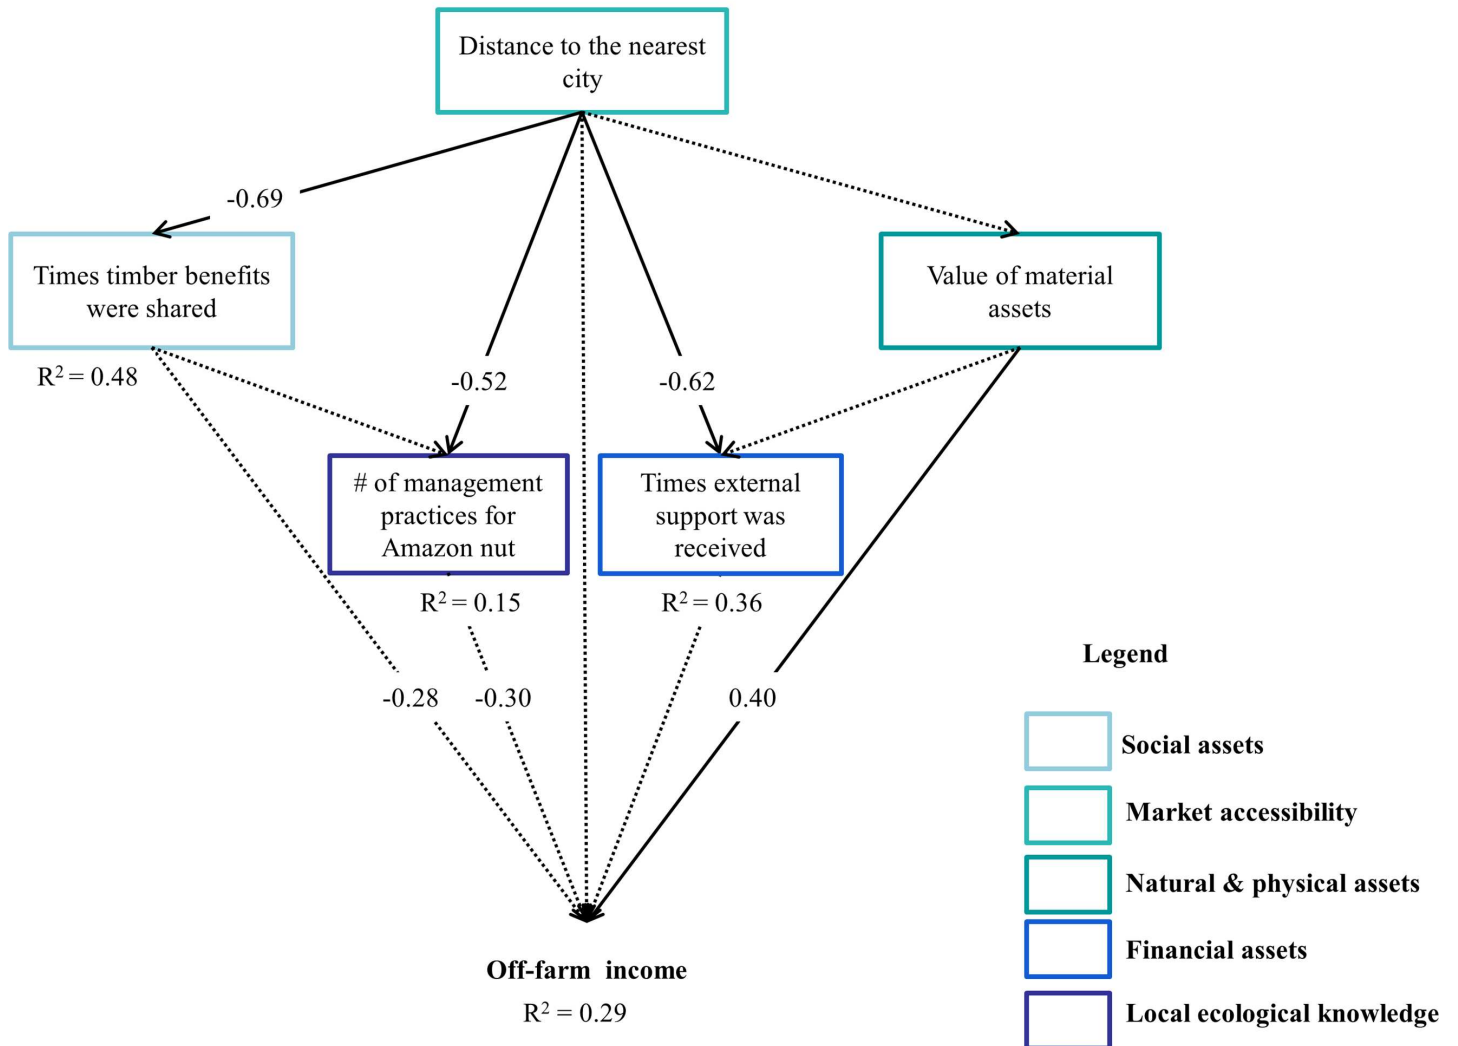 Distance to the nearest
city
-0.69
Times timber benefits
were shared
R² = 0.48
Value of material
assets
-0.52
-0.62
# of management
practices for
Amazon nut
R² = 0.15
Times external
support was
received
R² = 0.36
-0.28
-0.30
0.40
Off-farm income
R² = 0.29
Legend
Social assets
Market accessibility
Natural & physical assets
Financial assets
Local ecological knowledge